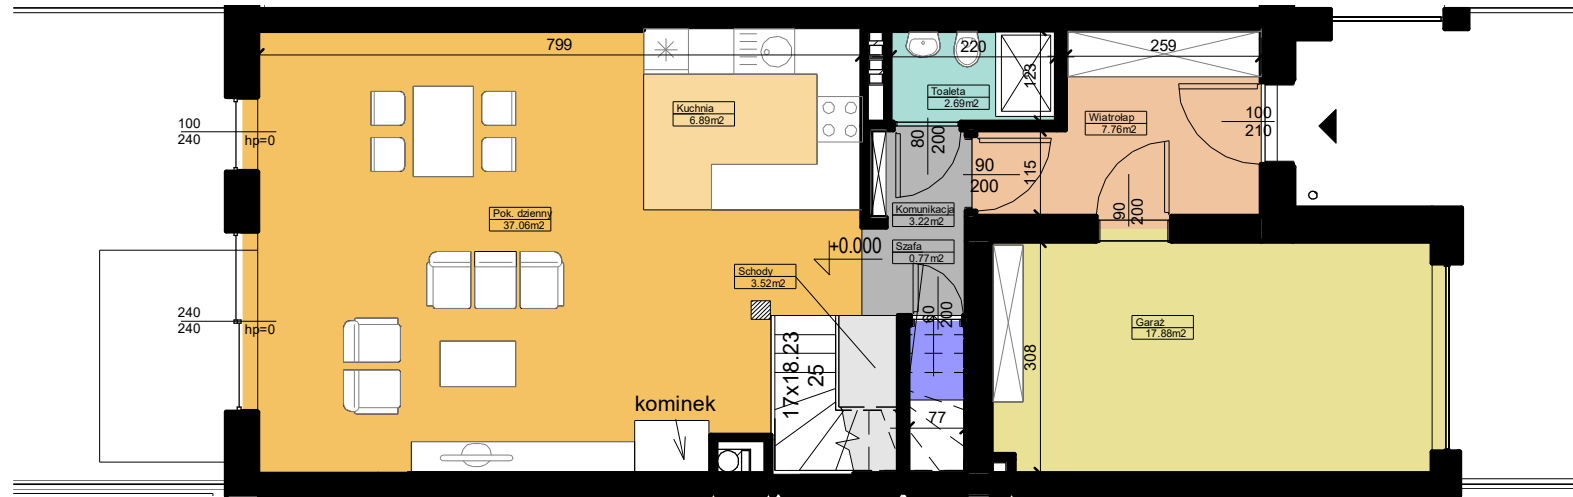 799
220
259
123
Toaleta
2.69m2
Kuchnia
6.89m2
Wiatrołap
7.76m2
100
210
100
240
hp=0
80
200
90
200
115
90
200
Pok. dzienny
37.06m2
Komunikacja
3.22m2
+0.000
Szafa
0.77m2
Schody
3.52m2
240
240
hp=0
60
200
Garaż
17.88m2
308
17x18.23
25
kominek
77